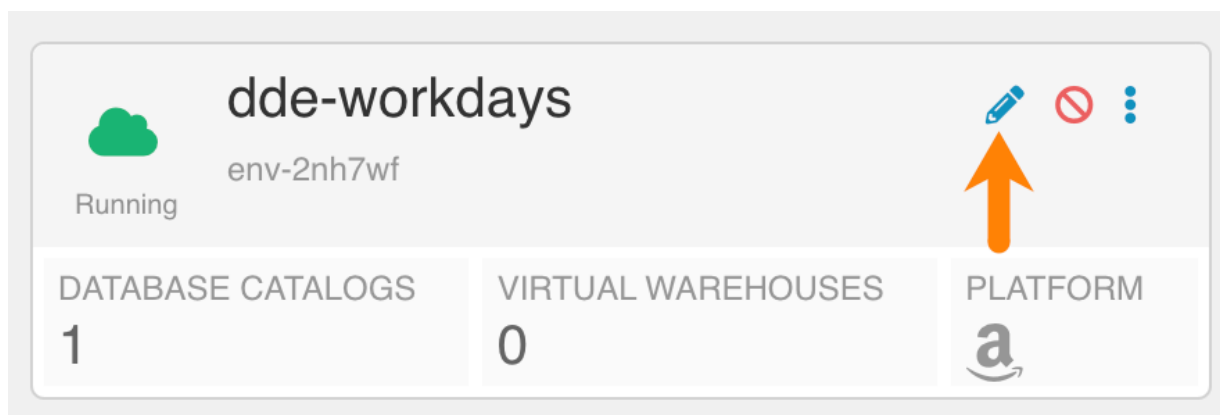 dde-workdays
env-2nh7wf
Running
DATABASE CATALOGS
1
VIRTUAL WAREHOUSES
0
PLATFORM
a